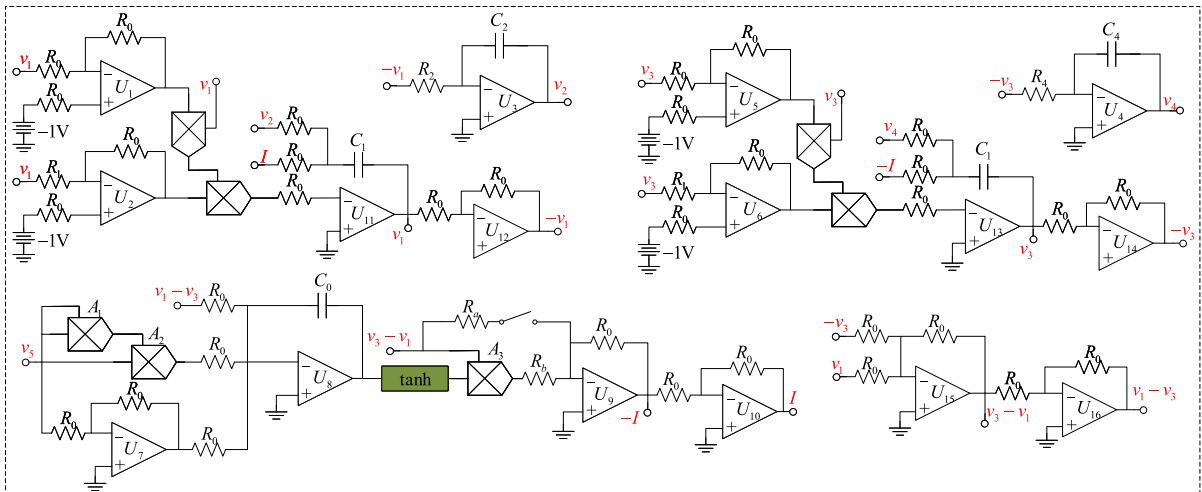 R₀
C₂
R₀
C₄
v₁
R₀
U₁
v₁
−v₁
R₂
U₃
v₂
v₃
R₀
U₅
v₃
−v₃
R₄
U₄
v₄
R₀
−1V
v₂
R₀
R₀
−1V
v₄
R₀
R₀
C₁
R₀
C₁
v₁
R₁
U₂
I
R₀
v₃
R₁
U₆
−I
R₀
R₀
−1V
R₀
U₁₁
v₁
R₀
R₀
U₁₂
−v₁
R₀
−1V
R₀
U₁₃
v₃
R₀
R₀
U₁₄
−v₃
v₁ − v₃
R₀
C₀
A₁
A₂
v₃ − v₁
Rₐ
R₀
−v₃
R₀
R₀
v₅
R₀
U₈
tanh
A₃
R_b
U₉
−I
R₀
R₀
U₁₀
I
v₁
R₀
U₁₅
v₃ − v₁
R₀
R₀
U₁₆
v₁ − v₃
R₀
R₀
U₇
R₀